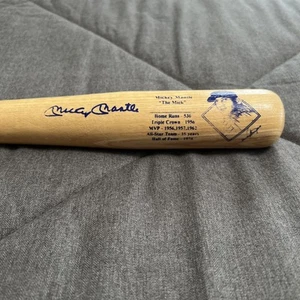 Mickey Mantle
Mickey Mantle
"The Mick"
Home Runs - 536
Triple Crown - 1956
MVP - 1956, 1957, 1962
All-Star Team - 16 years
Hall of Fame - 1974